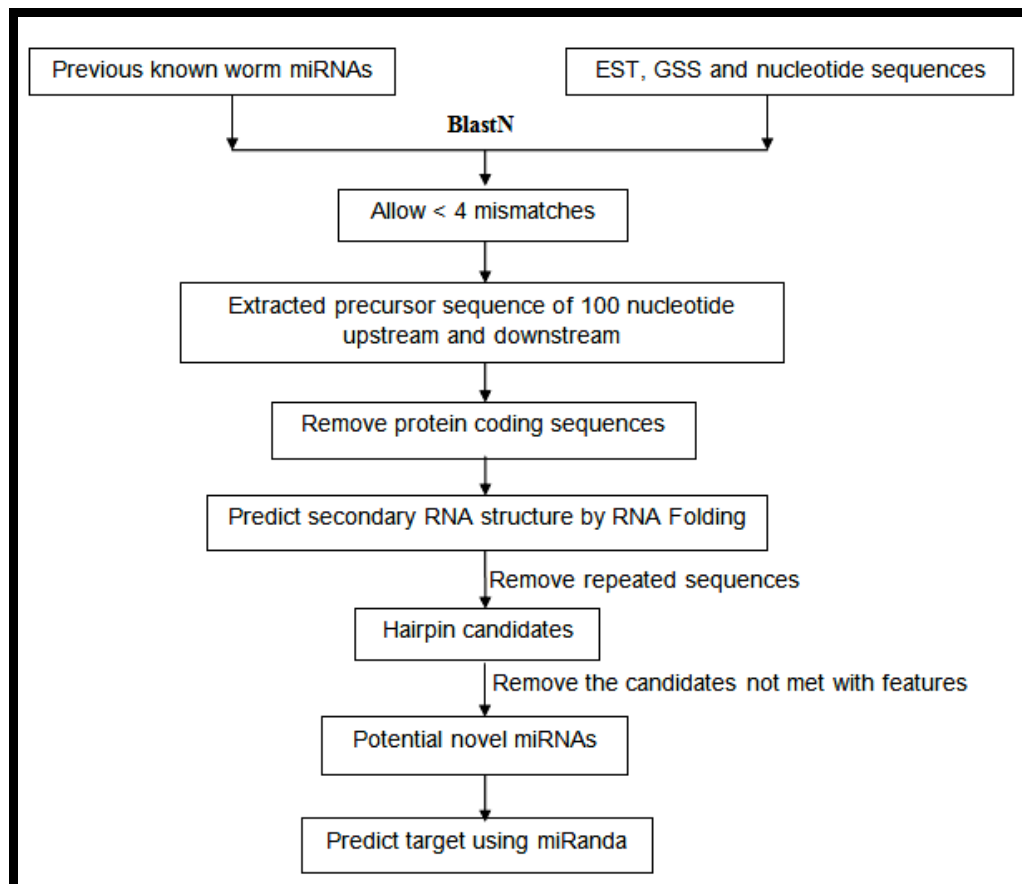 Previous known worm miRNAs
EST, GSS and nucleotide sequences
BlastN
Allow < 4 mismatches
Extracted precursor sequence of 100 nucleotide
upstream and downstream
Remove protein coding sequences
Predict secondary RNA structure by RNA Folding
Remove repeated sequences
Hairpin candidates
Remove the candidates not met with features
Potential novel miRNAs
Predict target using miRanda